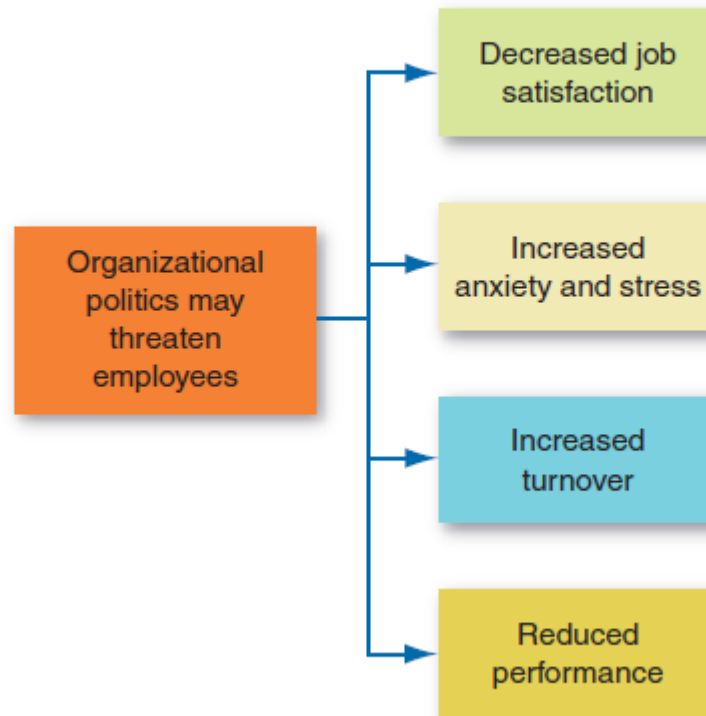 Organizational
politics may
threaten
employees
Decreased job
satisfaction
Increased
anxiety and stress
Increased
turnover
Reduced
performance